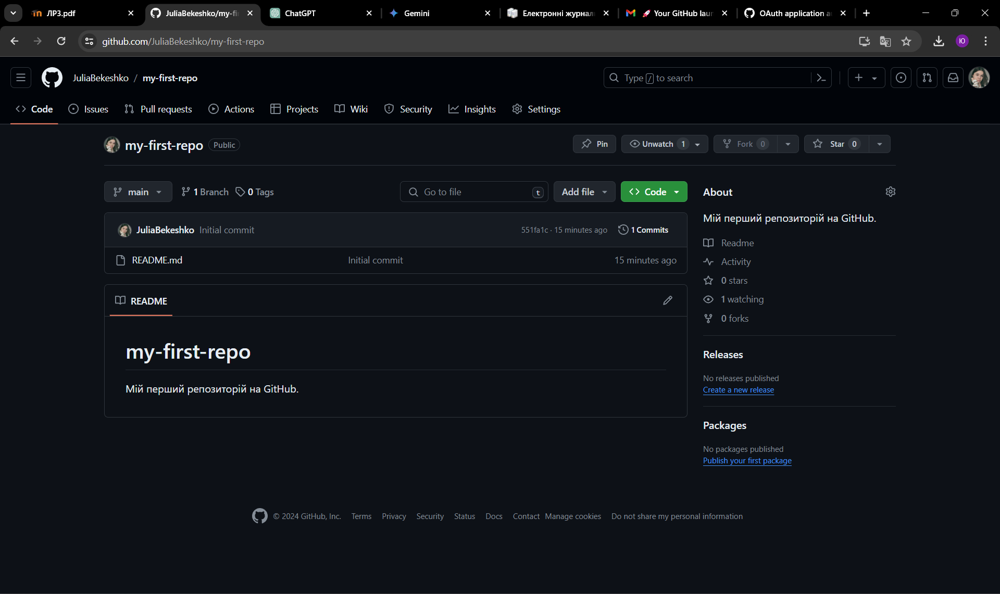 ЛР3.pdf
JuliaBekeshko/my-fi
ChatGPT
Gemini
Електронні журнал
🚀 Your GitHub laun
OAuth application a
github.com/JuliaBekeshko/my-first-repo
Ю
JuliaBekeshko / my-first-repo
Type / to search
Code
Issues
Pull requests
Actions
Projects
Wiki
Security
Insights
Settings
my-first-repo Public
Pin
Unwatch 1
Fork 0
Star 0
main
1 Branch
0 Tags
Go to file t
Add file
Code
JuliaBekeshko Initial commit
551fa1c · 15 minutes ago
1 Commits
README.md Initial commit 15 minutes ago
README
my-first-repo
Мій перший репозиторій на GitHub.
About
Мій перший репозиторій на GitHub.
Readme
Activity
0 stars
1 watching
0 forks
Releases
No releases published
Create a new release
Packages
No packages published
Publish your first package
© 2024 GitHub, Inc. Terms Privacy Security Status Docs Contact Manage cookies Do not share my personal information